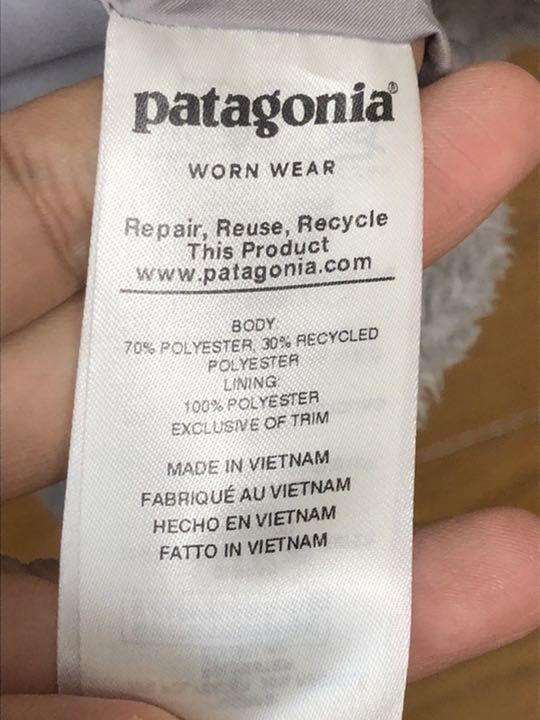 patagonia®
WORN WEAR
Repair, Reuse, Recycle
This Product
www.patagonia.com
BODY:
70% POLYESTER, 30% RECYCLED
POLYESTER
LINING:
100% POLYESTER
EXCLUSIVE OF TRIM
MADE IN VIETNAM
FABRIQUÉ AU VIETNAM
HECHO EN VIETNAM
FATTO IN VIETNAM